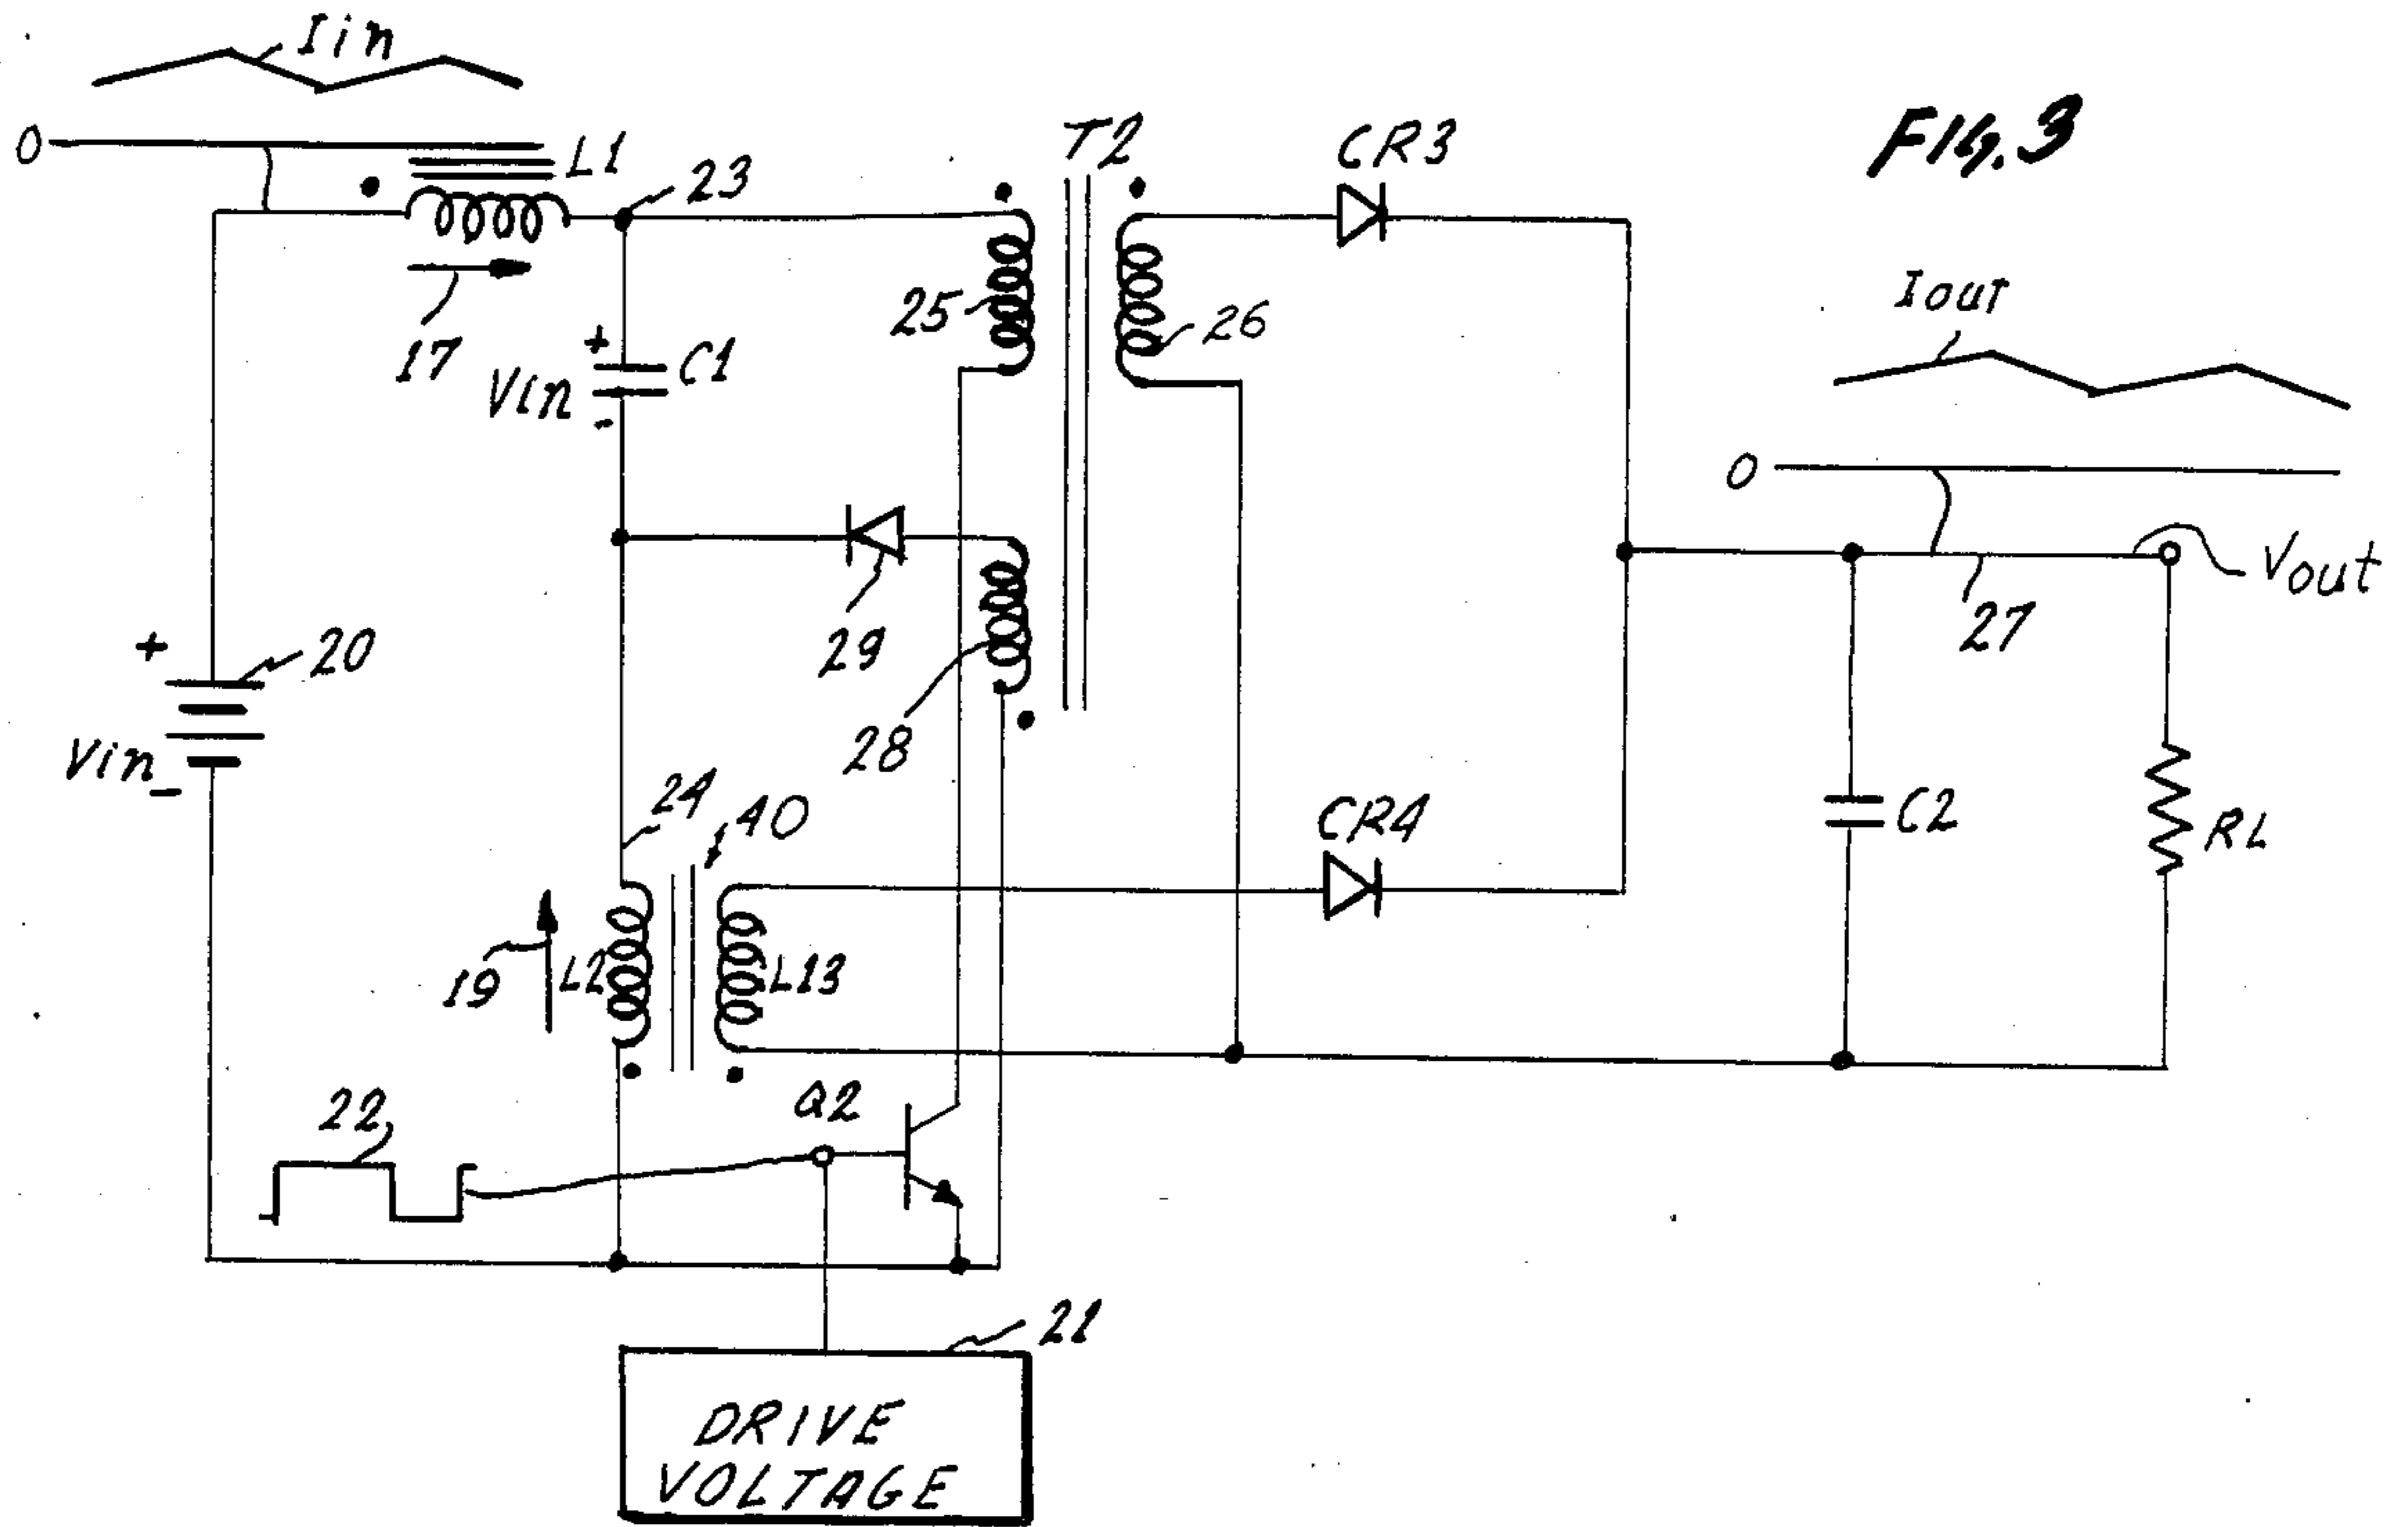 Iin
FIG. 3
0
L1
23
T2
CR3
17
+
Vin
-
C1
25
26
Iout
0
Vout
27
29
28
+
20
Vin
-
24
40
CR4
C2
RL
19
L2
L13
22
Q2
21
DRIVE
VOLTAGE